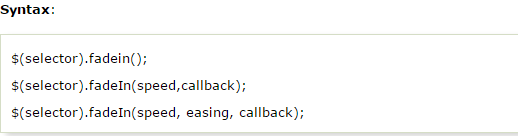 Syntax:
$(selector).fadein();
$(selector).fadeIn(speed,callback);
$(selector).fadeIn(speed, easing, callback);